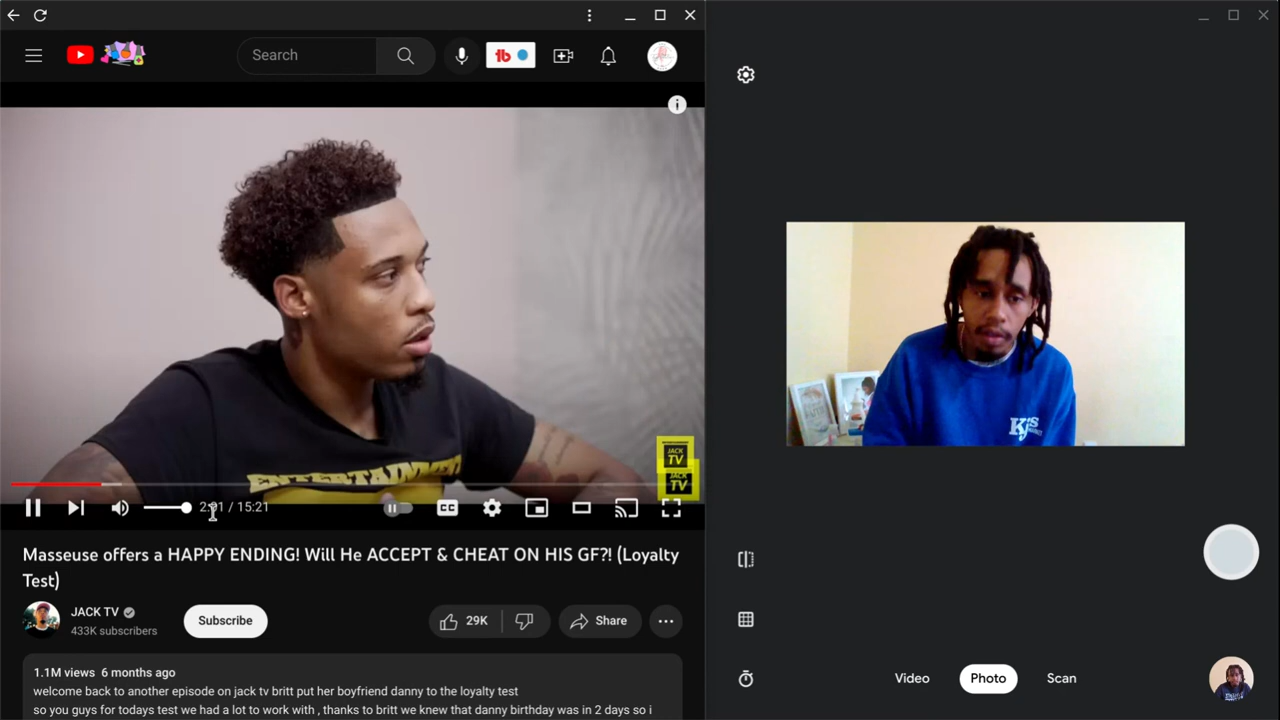 Search
ENTERTAINMENT
JACK
TV
JACK
TV
2:01 / 15:21
CC
Masseuse offers a HAPPY ENDING! Will He ACCEPT & CHEAT ON HIS GF?! (Loyalty
Test)
JACK TV
433K subscribers
Subscribe
29K
Share
1.1M views 6 months ago
welcome back to another episode on jack tv britt put her boyfriend danny to the loyalty test
so you guys for todays test we had a lot to work with , thanks to britt we knew that danny birthday was in 2 days so i
tb
KJ's
Video
Photo
Scan